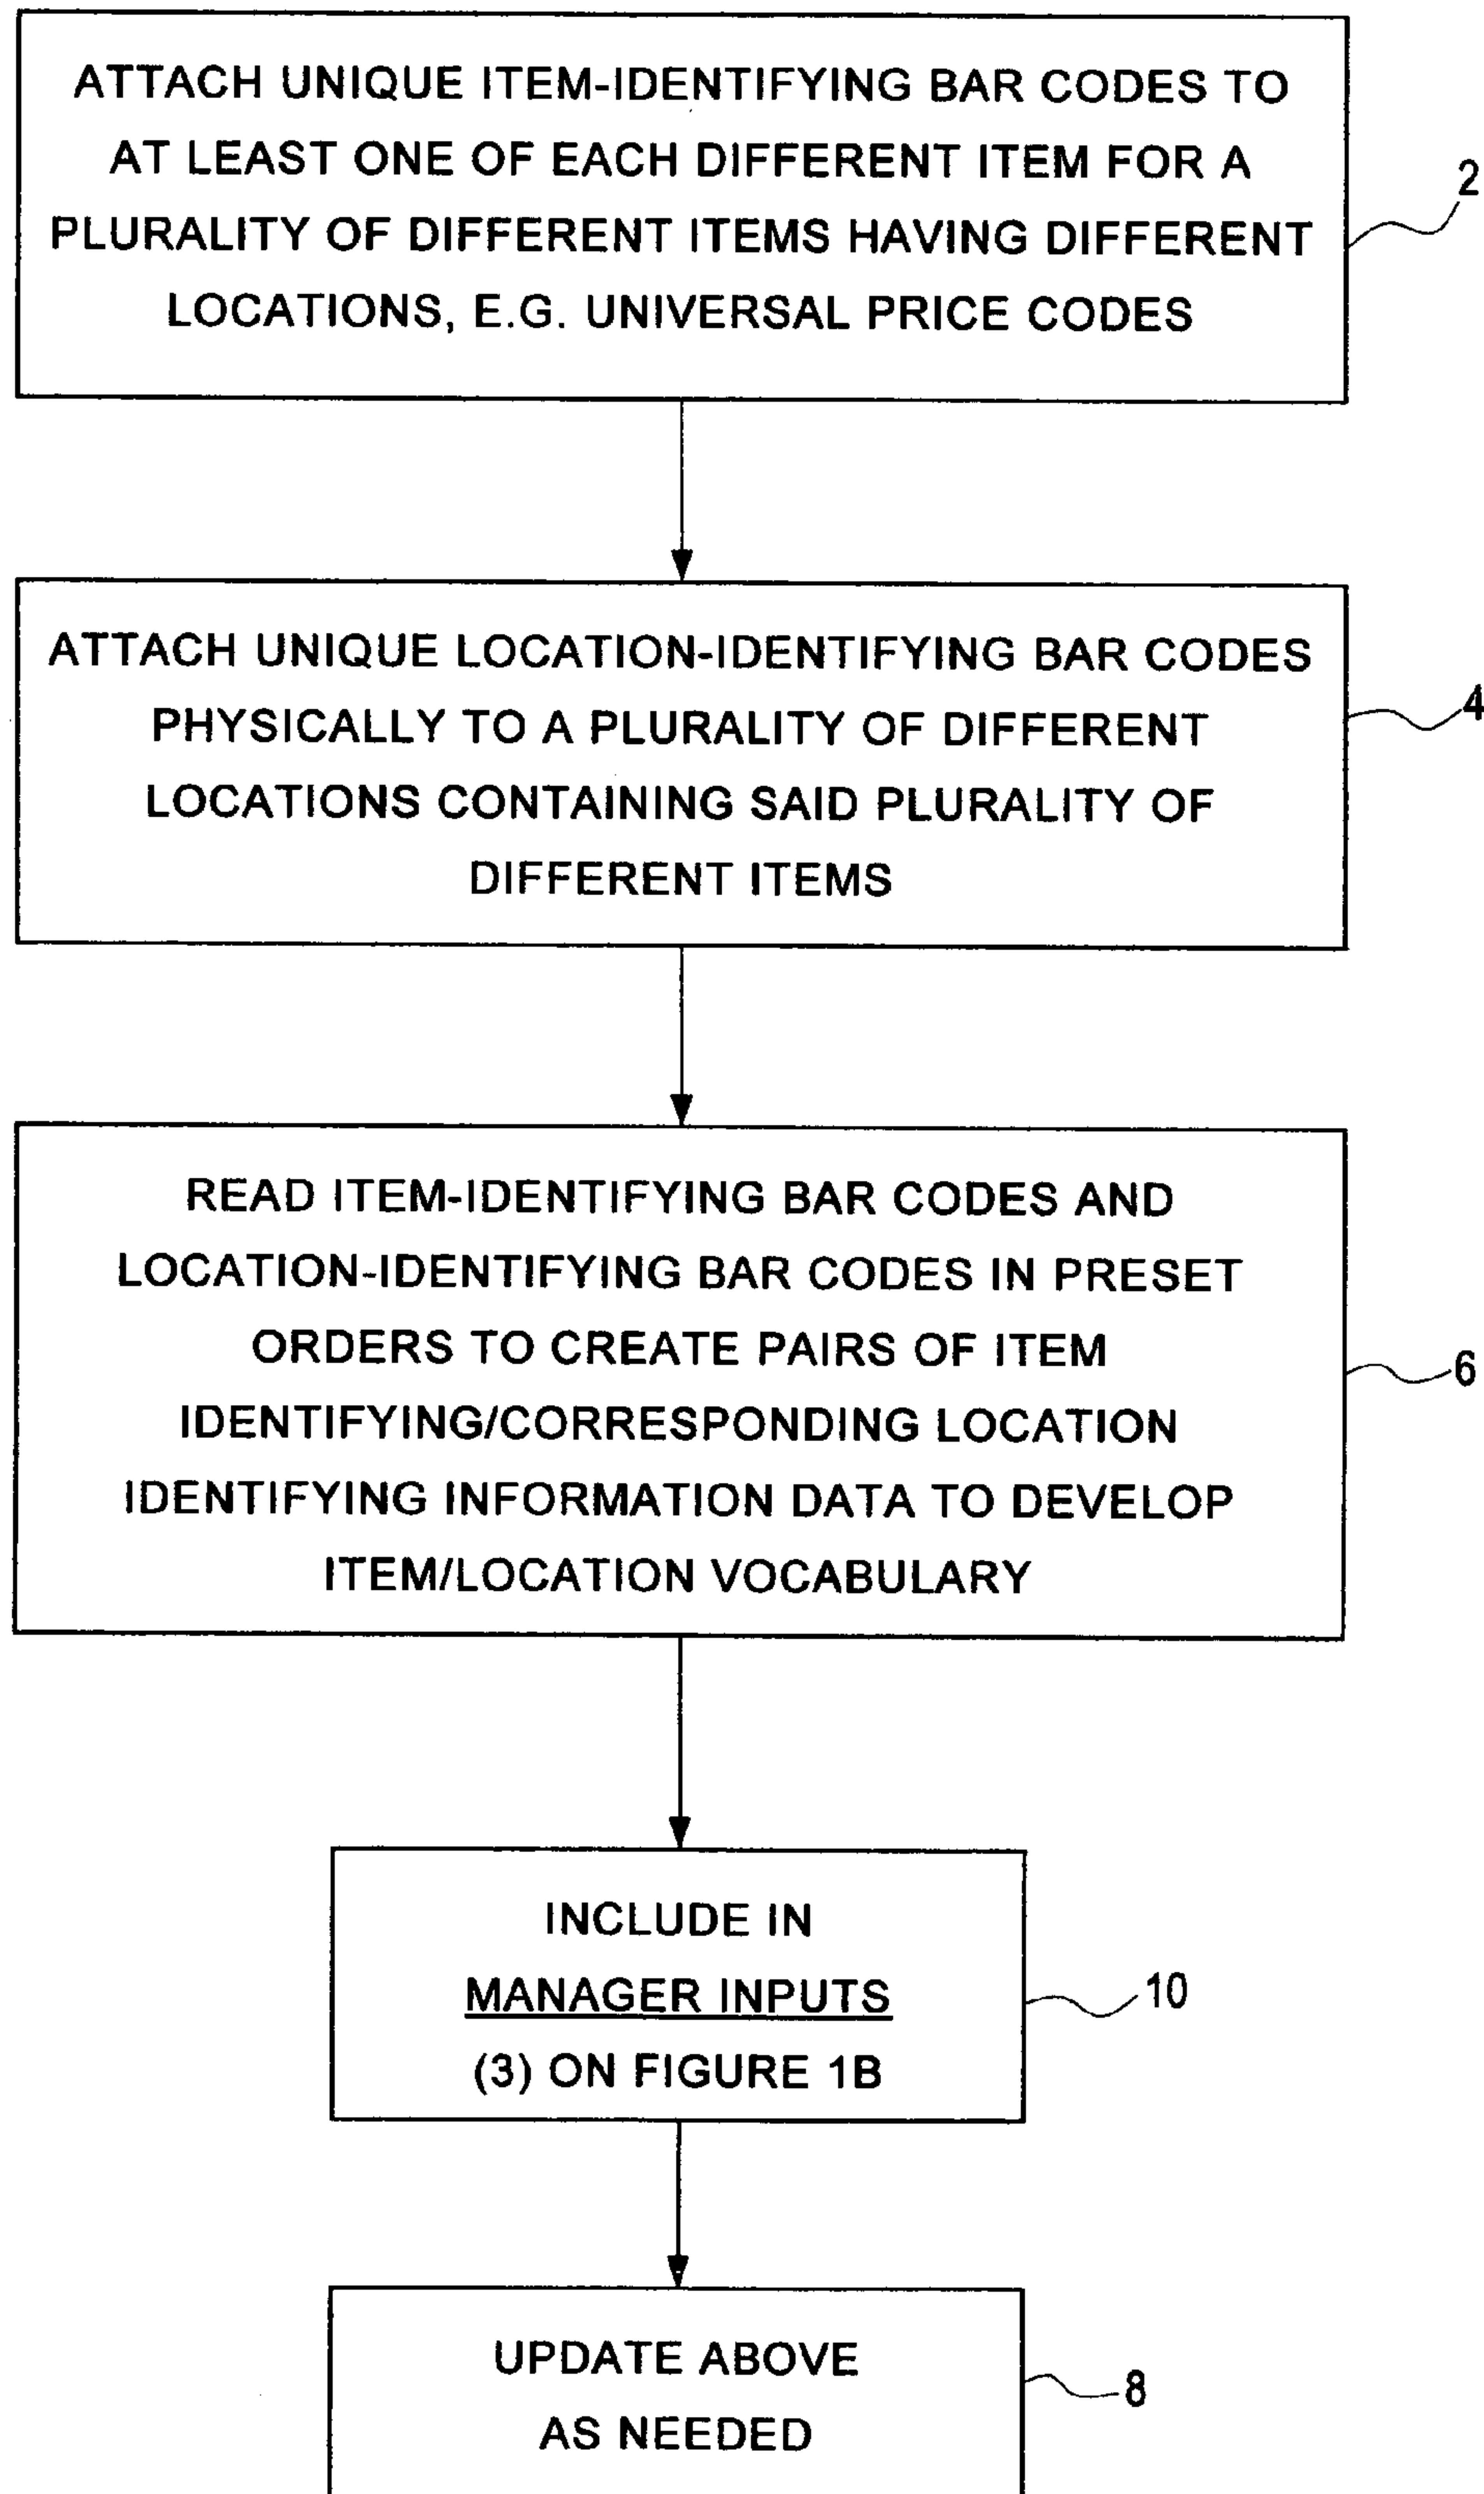 ATTACH UNIQUE ITEM-IDENTIFYING BAR CODES TO
AT LEAST ONE OF EACH DIFFERENT ITEM FOR A
PLURALITY OF DIFFERENT ITEMS HAVING DIFFERENT
LOCATIONS, E.G. UNIVERSAL PRICE CODES
2
ATTACH UNIQUE LOCATION-IDENTIFYING BAR CODES
PHYSICALLY TO A PLURALITY OF DIFFERENT
LOCATIONS CONTAINING SAID PLURALITY OF
DIFFERENT ITEMS
4
READ ITEM-IDENTIFYING BAR CODES AND
LOCATION-IDENTIFYING BAR CODES IN PRESET
ORDERS TO CREATE PAIRS OF ITEM
IDENTIFYING/CORRESPONDING LOCATION
IDENTIFYING INFORMATION DATA TO DEVELOP
ITEM/LOCATION VOCABULARY
6
INCLUDE IN
MANAGER INPUTS
(3) ON FIGURE 1B
10
UPDATE ABOVE
AS NEEDED
8